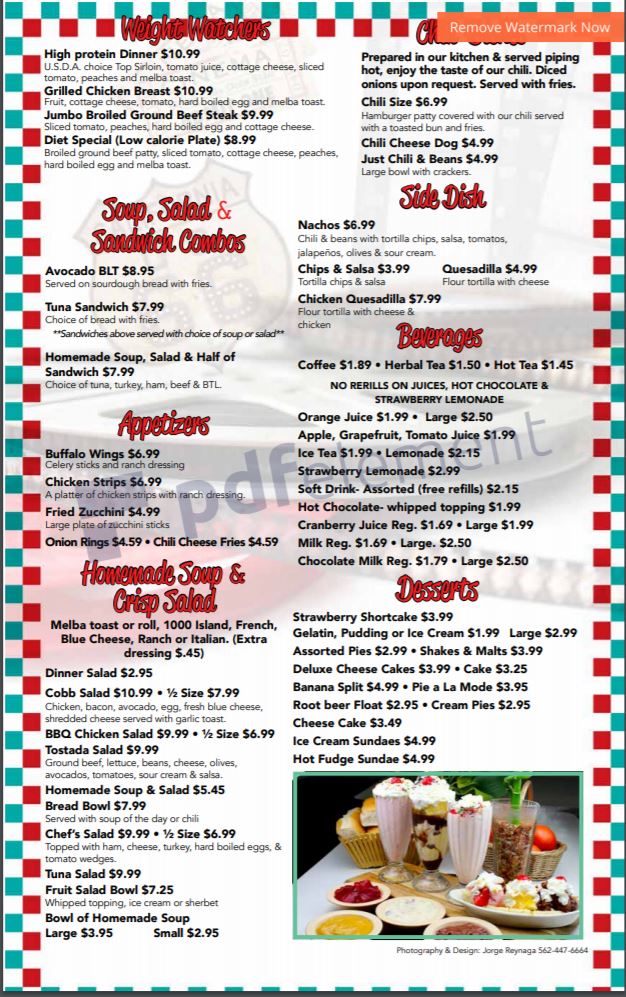 Remove Watermark Now
Weight Watchers
High protein Dinner $10.99
U.S.D.A. choice Top Sirloin, tomato juice, cottage cheese, sliced
tomato, peaches and melba toast.
Grilled Chicken Breast $10.99
Fruit, cottage cheese, tomato, hard boiled egg and melba toast.
Jumbo Broiled Ground Beef Steak $9.99
Sliced tomato, peaches, hard boiled egg and cottage cheese.
Diet Special (Low calorie Plate) $8.99
Broiled ground beef patty, sliced tomato, cottage cheese, peaches,
hard boiled egg and melba toast.
Soup, Salad &
Sandwich Combos
Avocado BLT $8.95
Served on sourdough bread with fries.
Tuna Sandwich $7.99
Choice of bread with fries.
**Sandwiches above served with choice of soup or salad**
Homemade Soup, Salad & Half of
Sandwich $7.99
Choice of tuna, turkey, ham, beef & BTL.
Appetizers
Buffalo Wings $6.99
Celery sticks and ranch dressing
Chicken Strips $6.99
A platter of chicken strips with ranch dressing.
Fried Zucchini $4.99
Large plate of zucchini sticks
Onion Rings $4.59 • Chili Cheese Fries $4.59
Homemade Soup &
Crisp Salad
Melba toast or roll, 1000 Island, French,
Blue Cheese, Ranch or Italian. (Extra
dressing $.45)
Dinner Salad $2.95
Cobb Salad $10.99 • ½ Size $7.99
Chicken, bacon, avocado, egg, fresh blue cheese,
shredded cheese served with garlic toast.
BBQ Chicken Salad $9.99 • ½ Size $6.99
Tostada Salad $9.99
Ground beef, lettuce, beans, cheese, olives,
avocados, tomatoes, sour cream & salsa.
Homemade Soup & Salad $5.45
Bread Bowl $7.99
Served with soup of the day or chili
Chef's Salad $9.99 • ½ Size $6.99
Topped with ham, cheese, turkey, hard boiled eggs, &
tomato wedges.
Tuna Salad $9.99
Fruit Salad Bowl $7.25
Whipped topping, ice cream or sherbet
Bowl of Homemade Soup
Large $3.95 Small $2.95
Prepared in our kitchen & served piping
hot, enjoy the taste of our chili. Diced
onions upon request. Served with fries.
Chili Size $6.99
Hamburger patty covered with our chili served
with a toasted bun and fries.
Chili Cheese Dog $4.99
Just Chili & Beans $4.99
Large bowl with crackers.
Side Dish
Nachos $6.99
Chili & beans with tortilla chips, salsa, tomatos,
jalapeños, olives & sour cream.
Chips & Salsa $3.99 Quesadilla $4.99
Tortilla chips & salsa Flour tortilla with cheese
Chicken Quesadilla $7.99
Flour tortilla with cheese &
chicken
Beverages
Coffee $1.89 • Herbal Tea $1.50 • Hot Tea $1.45
NO RERILLS ON JUICES, HOT CHOCOLATE &
STRAWBERRY LEMONADE
Orange Juice $1.99 • Large $2.50
Apple, Grapefruit, Tomato Juice $1.99
Ice Tea $1.99 • Lemonade $2.15
Strawberry Lemonade $2.99
Soft Drink- Assorted (free refills) $2.15
Hot Chocolate- whipped topping $1.99
Cranberry Juice Reg. $1.69 • Large $1.99
Milk Reg. $1.69 • Large. $2.50
Chocolate Milk Reg. $1.79 • Large $2.50
Desserts
Strawberry Shortcake $3.99
Gelatin, Pudding or Ice Cream $1.99 Large $2.99
Assorted Pies $2.99 • Shakes & Malts $3.99
Deluxe Cheese Cakes $3.99 • Cake $3.25
Banana Split $4.99 • Pie a La Mode $3.95
Root beer Float $2.95 • Cream Pies $2.95
Cheese Cake $3.49
Ice Cream Sundaes $4.99
Hot Fudge Sundae $4.99
Photography & Design: Jorge Reynaga 562-447-6664
pdfelement